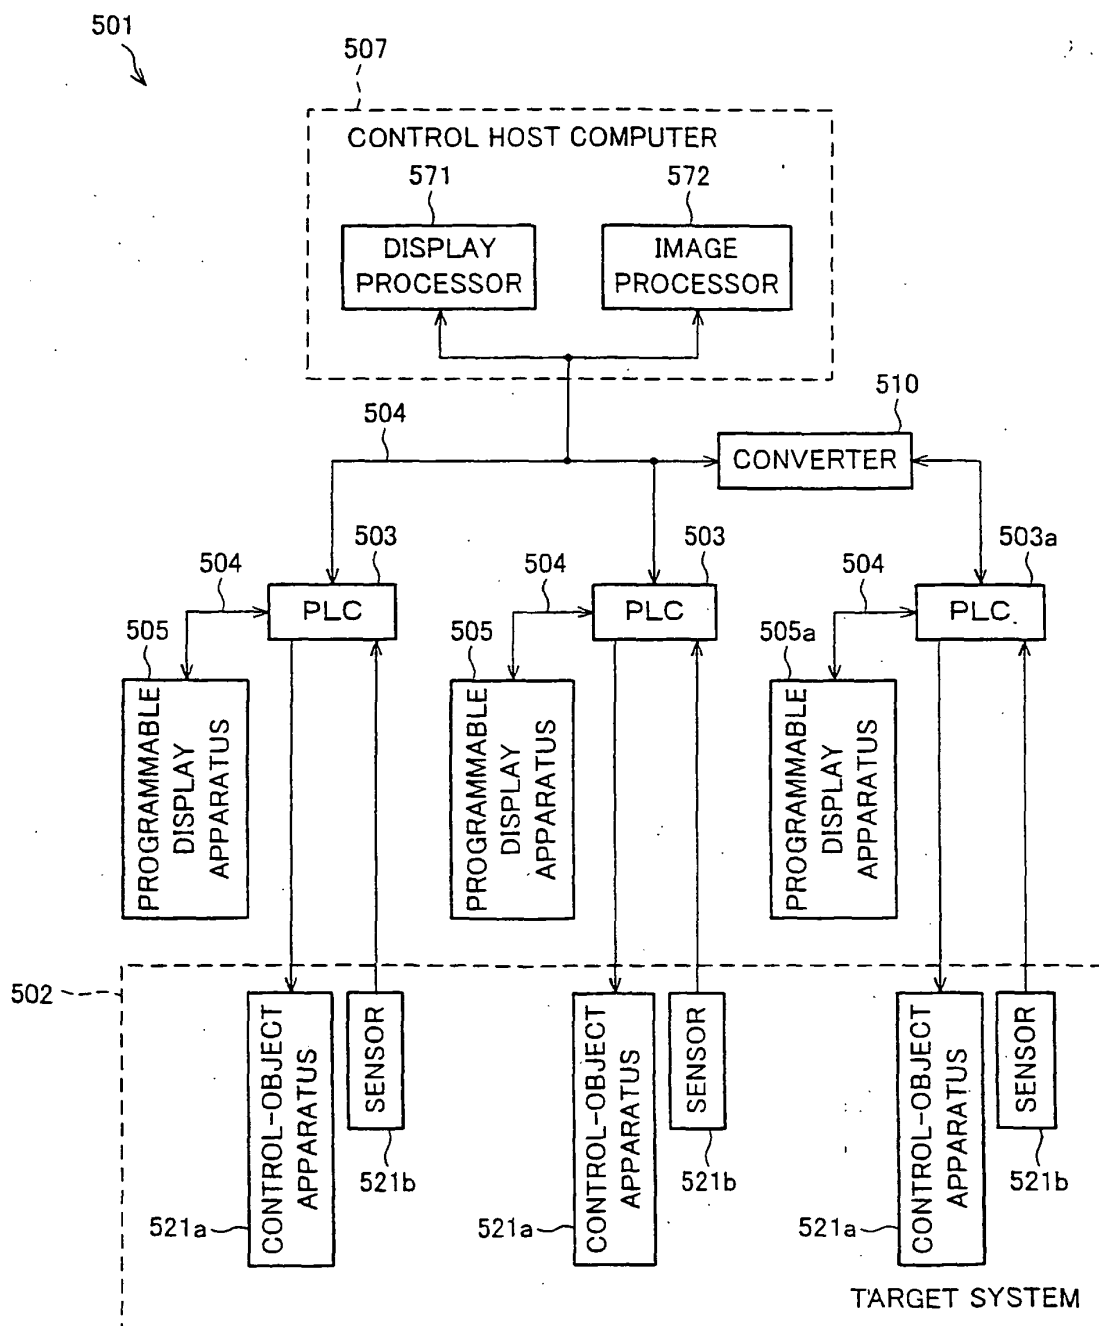 501
507
CONTROL HOST COMPUTER
571
572
DISPLAY
PROCESSOR
IMAGE
PROCESSOR
510
504
CONVERTER
503
503
503a
504
504
504
PLC
PLC
PLC
505
505
505a
PROGRAMMABLE
DISPLAY
APPARATUS
PROGRAMMABLE
DISPLAY
APPARATUS
PROGRAMMABLE
DISPLAY
APPARATUS
502
CONTROL-OBJECT
APPARATUS
SENSOR
CONTROL-OBJECT
APPARATUS
SENSOR
CONTROL-OBJECT
APPARATUS
SENSOR
521b
521b
521b
521a
521a
521a
TARGET SYSTEM